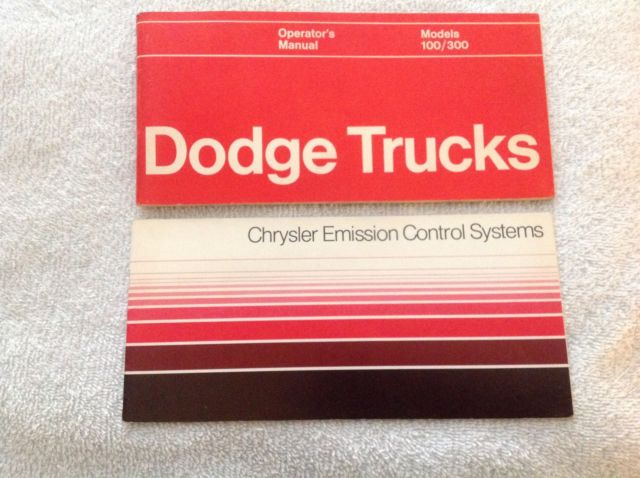 Operator's
Manual
Models
100/300
Dodge Trucks
Chrysler Emission Control Systems